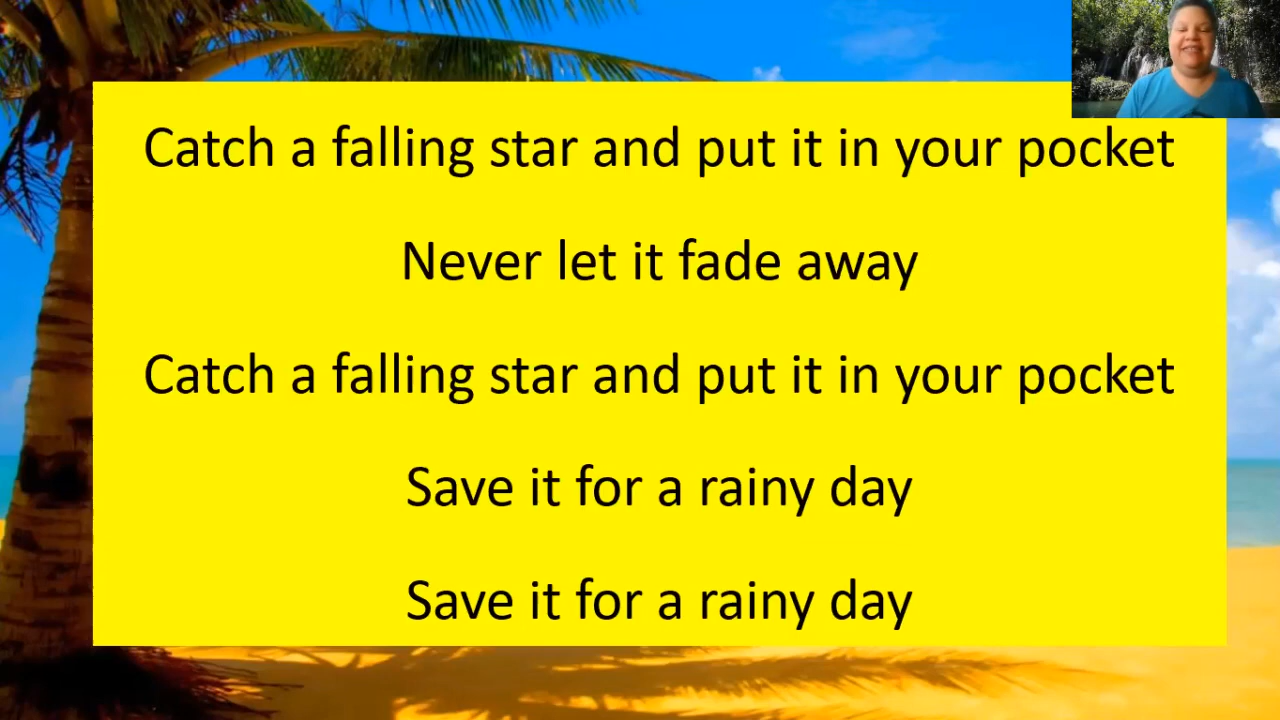 Catch a falling star and put it in your pocket
Never let it fade away
Catch a falling star and put it in your pocket
Save it for a rainy day
Save it for a rainy day